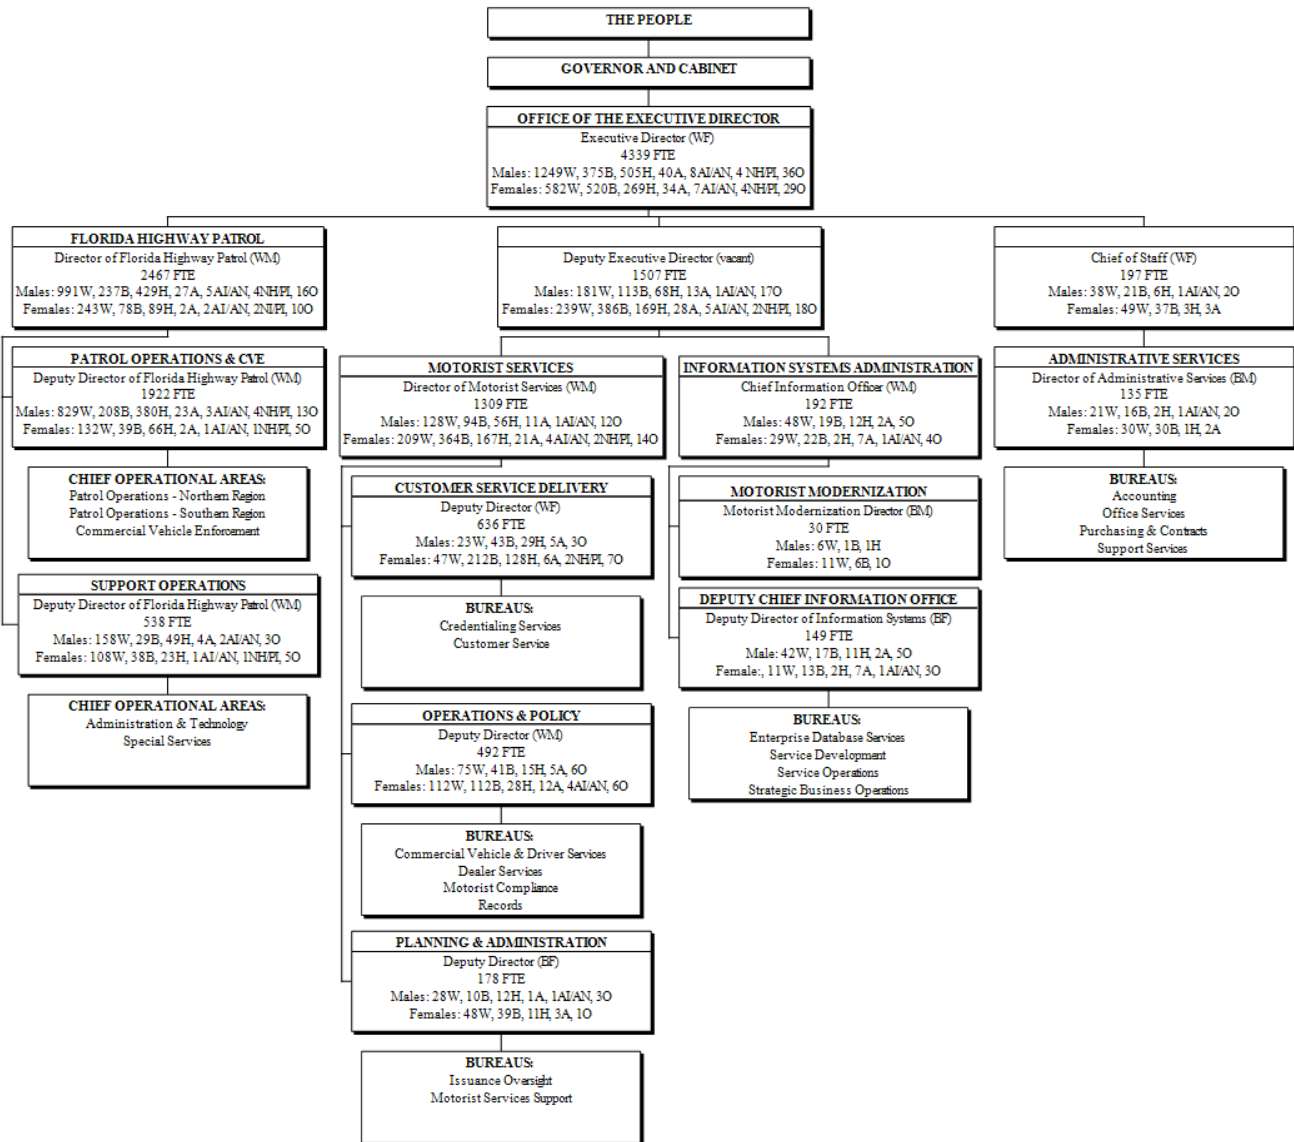 THE PEOPLE
GOVERNOR AND CABINET
OFFICE OF THE EXECUTIVE DIRECTOR
Executive Director (WF)
4339 FTE
Males: 1249W, 375B, 505H, 40A, 8AI/AN, 4 NH/PI, 36O
Females: 582W, 520B, 269H, 34A, 7AI/AN, 4NH/PI, 29O
FLORIDA HIGHWAY PATROL
Director of Florida Highway Patrol (WM)
2467 FTE
Males: 991W, 237B, 429H, 27A, 5AI/AN, 4NH/PI, 16O
Females: 243W, 78B, 89H, 2A, 2AI/AN, 2NI/PI, 10O
Deputy Executive Director (vacant)
1507 FTE
Males: 181W, 113B, 68H, 13A, 1AI/AN, 17O
Females: 239W, 386B, 169H, 28A, 5AI/AN, 2NH/PI, 18O
Chief of Staff (WF)
197 FTE
Males: 38W, 21B, 6H, 1AI/AN, 2O
Females: 49W, 37B, 3H, 3A
PATROL OPERATIONS & CVE
Deputy Director of Florida Highway Patrol (WM)
1922 FTE
Males: 829W, 208B, 380H, 23A, 3AI/AN, 4NH/PI, 13O
Females: 132W, 39B, 66H, 2A, 1AI/AN, 1NH/PI, 5O
CHIEF OPERATIONAL AREAS:
Patrol Operations - Northern Region
Patrol Operations - Southern Region
Commercial Vehicle Enforcement
SUPPORT OPERATIONS
Deputy Director of Florida Highway Patrol (WM)
538 FTE
Males: 158W, 29B, 49H, 4A, 2AI/AN, 3O
Females: 108W, 38B, 23H, 1AI/AN, 1NH/PI, 5O
CHIEF OPERATIONAL AREAS:
Administration & Technology
Special Services
MOTORIST SERVICES
Director of Motorist Services (WM)
1309 FTE
Males: 128W, 94B, 56H, 11A, 1AI/AN, 12O
Females: 209W, 364B, 167H, 21A, 4AI/AN, 2NH/PI, 14O
CUSTOMER SERVICE DELIVERY
Deputy Director (WF)
636 FTE
Males: 23W, 43B, 29H, 5A, 3O
Females: 47W, 212B, 128H, 6A, 2NH/PI, 7O
BUREAUS:
Credentialing Services
Customer Service
OPERATIONS & POLICY
Deputy Director (WM)
492 FTE
Males: 75W, 41B, 15H, 5A, 6O
Females: 112W, 112B, 28H, 12A, 4AI/AN, 6O
BUREAUS:
Commercial Vehicle & Driver Services
Dealer Services
Motorist Compliance
Records
PLANNING & ADMINISTRATION
Deputy Director (BF)
178 FTE
Males: 28W, 10B, 12H, 1A, 1AI/AN, 3O
Females: 48W, 39B, 11H, 3A, 1O
BUREAUS:
Issuance Oversight
Motorist Services Support
INFORMATION SYSTEMS ADMINISTRATION
Chief Information Officer (WM)
192 FTE
Males: 48W, 19B, 12H, 2A, 5O
Females: 29W, 22B, 2H, 7A, 1AI/AN, 4O
MOTORIST MODERNIZATION
Motorist Modernization Director (BM)
30 FTE
Males: 6W, 1B, 1H
Females: 11W, 6B, 1O
DEPUTY CHIEF INFORMATION OFFICE
Deputy Director of Information Systems (BF)
149 FTE
Male: 42W, 17B, 11H, 2A, 5O
Female:, 11W, 13B, 2H, 7A, 1AI/AN, 3O
BUREAUS:
Enterprise Database Services
Service Development
Service Operations
Strategic Business Operations
ADMINISTRATIVE SERVICES
Director of Administrative Services (BM)
135 FTE
Males: 21W, 16B, 2H, 1AI/AN, 2O
Females: 30W, 30B, 1H, 2A
BUREAUS:
Accounting
Office Services
Purchasing & Contracts
Support Services